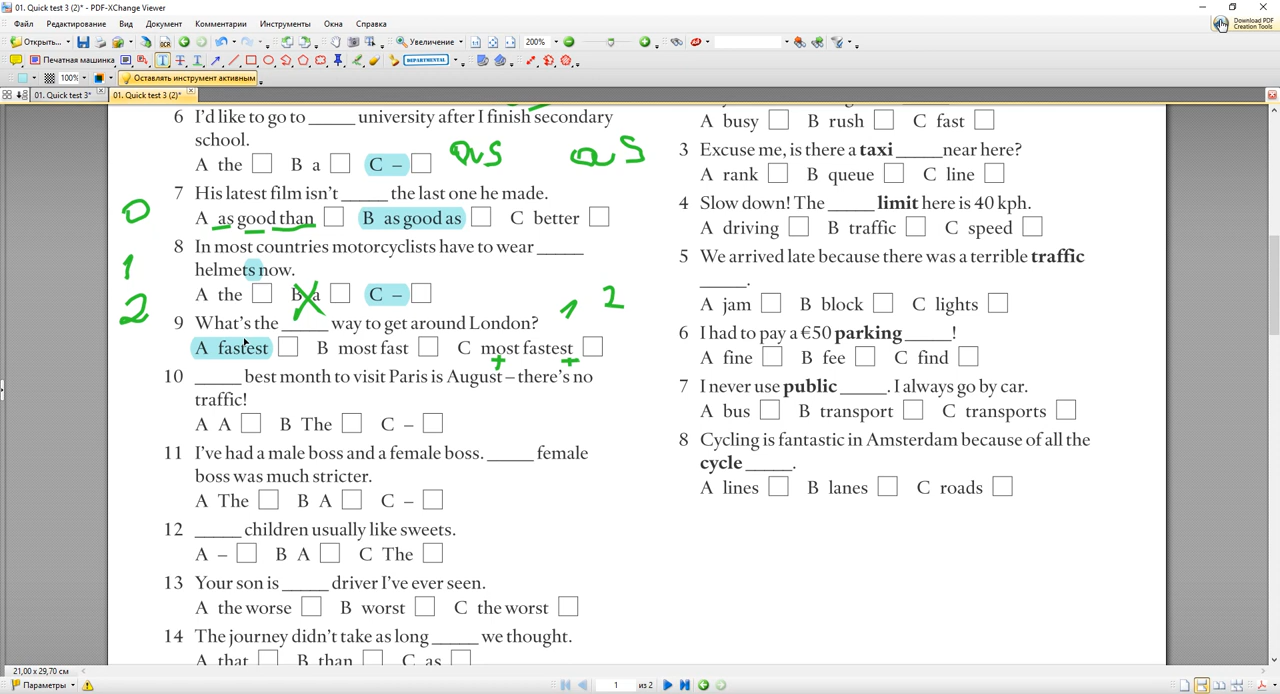 01. Quick test 3 (2)* - PDF-XChange Viewer
Файл Редактирование Вид Документ Комментарии Инструменты Окна Справка
Download PDF
Creation Tools
Открыть... OCR Увеличение 200%
Печатная машинка DEPARTMENTAL
100% Оставлять инструмент активным
01. Quick test 3* 01. Quick test 3 (2)*
6 I'd like to go to _____ university after I finish secondary
school.
A the B a C –
as as
7 His latest film isn't _____ the last one he made.
A as good than B as good as C better
0
8 In most countries motorcyclists have to wear _____
helmets now.
A the B a C –
1
2
9 What's the _____ way to get around London?
A fastest B most fast C most fastest
1 2
+ +
10 _____ best month to visit Paris is August – there's no
traffic!
A A B The C –
11 I've had a male boss and a female boss. _____ female
boss was much stricter.
A The B A C –
12 _____ children usually like sweets.
A – B A C The
13 Your son is _____ driver I've ever seen.
A the worse B worst C the worst
14 The journey didn't take as long _____ we thought.
A that B than C as
A busy B rush C fast
3 Excuse me, is there a taxi _____ near here?
A rank B queue C line
4 Slow down! The _____ limit here is 40 kph.
A driving B traffic C speed
5 We arrived late because there was a terrible traffic
_____.
A jam B block C lights
6 I had to pay a €50 parking _____!
A fine B fee C find
7 I never use public _____. I always go by car.
A bus B transport C transports
8 Cycling is fantastic in Amsterdam because of all the
cycle _____.
A lines B lanes C roads
21,00 x 29,70 см
Параметры 1 из 2